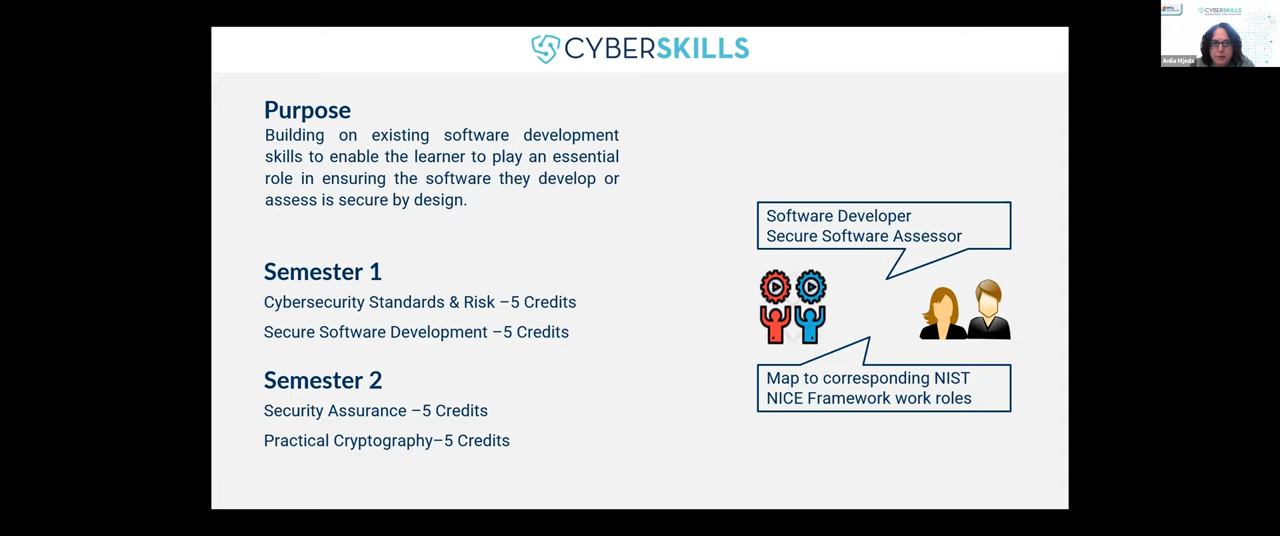 CYBERSKILLS
Purpose
Building on existing software development
skills to enable the learner to play an essential
role in ensuring the software they develop or
assess is secure by design.
Semester 1
Cybersecurity Standards & Risk –5 Credits
Secure Software Development –5 Credits
Semester 2
Security Assurance –5 Credits
Practical Cryptography–5 Credits
Software Developer
Secure Software Assessor
Map to corresponding NIST
NICE Framework work roles
CYBERSKILLS
Anila Mjeda